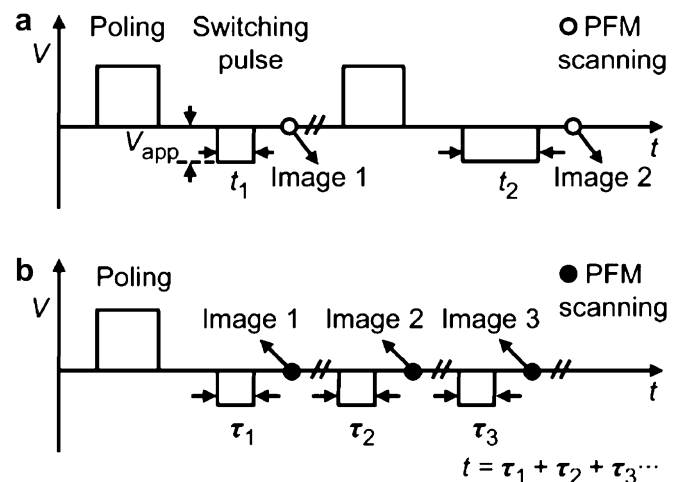 a
Poling Switching pulse PFM scanning
V
V_app
t_1 Image 1 t_2 Image 2 t
b
Poling PFM scanning
V
Image 1 Image 2 Image 3
t
τ_1 τ_2 τ_3
t = τ_1 + τ_2 + τ_3...